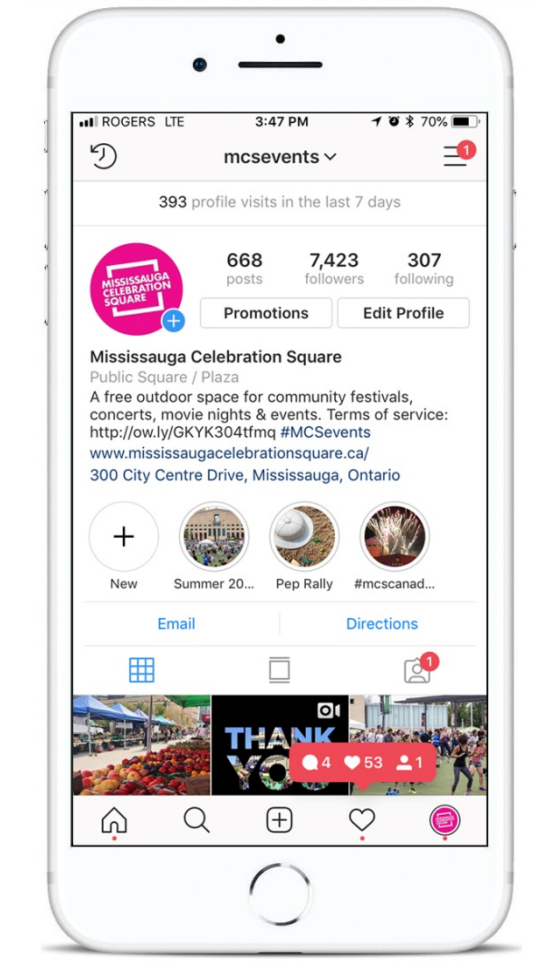 ROGERS LTE 3:47 PM 70%
mcsevents
1
393 profile visits in the last 7 days
MISSISSAUGA
CELEBRATION
SQUARE
668 7,423 307
posts followers following
Promotions Edit Profile
Mississauga Celebration Square
Public Square / Plaza
A free outdoor space for community festivals,
concerts, movie nights & events. Terms of service:
http://ow.ly/GKYK304tfmq #MCSevents
www.mississaugacelebrationsquare.ca/
300 City Centre Drive, Mississauga, Ontario
New Summer 20... Pep Rally #mcscanad...
Email Directions
1
THANK
YOU
4 53 1